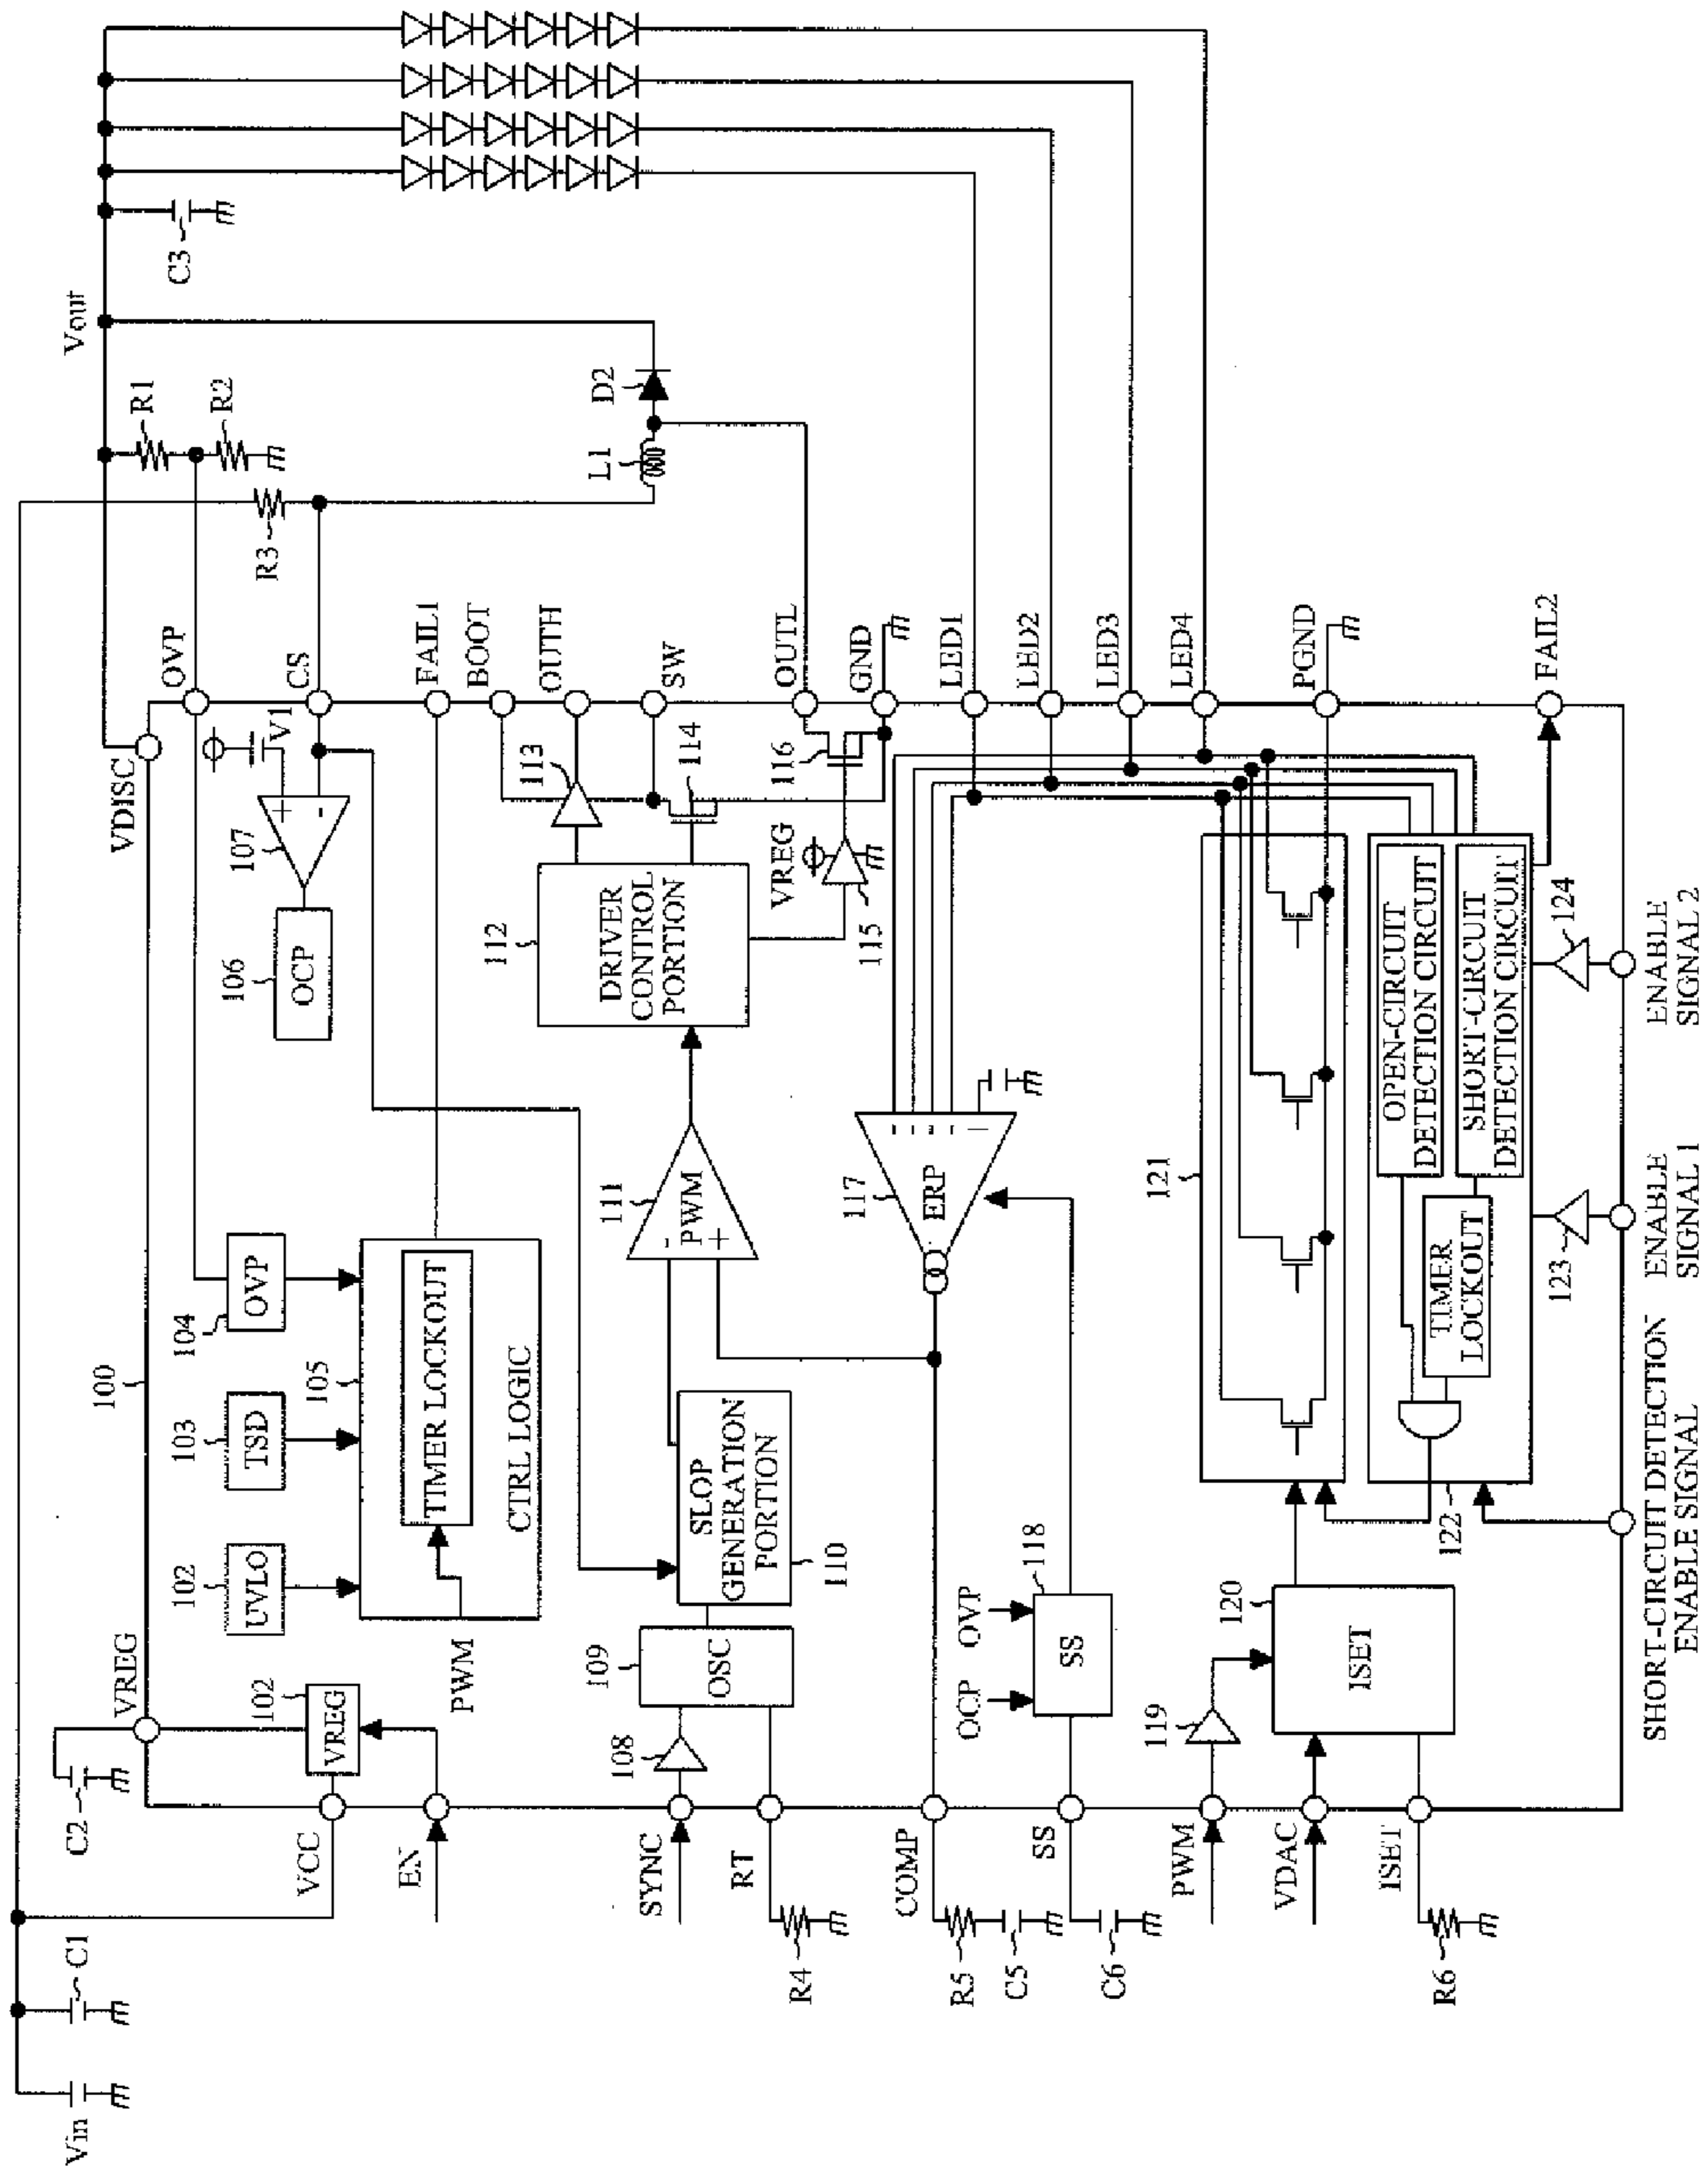 Vin
C1
C2
VREG
100
VDISC
Vout
C3
VCC
102
VREG
102
UVLO
103
TSD
104
OVP
106
OCP
107
+
-
V1
OVP
CS
R1
R2
R3
EN
PWM
105
TIMER LOCKOUT
CTRL LOGIC
FAIL1
BOOT
OUTH
SW
L1
D2
SYNC
108
109
OSC
RT
R4
SLOP
GENERATION
PORTION
110
111
-
PWM
+
112
DRIVER
CONTROL
PORTION
113
114
VREG
115
116
OUTL
GND
COMP
R5
C5
117
ERP
LED1
LED2
LED3
LED4
PGND
SS
C6
OCP
OVP
SS
118
PWM
119
VDAC
ISET
R6
120
ISET
121
122
OPEN-CIRCUIT
DETECTION CIRCUIT
SHORT-CIRCUIT
DETECTION CIRCUIT
TIMER
LOCKOUT
FAIL2
123
124
SHORT-CIRCUIT DETECTION
ENABLE SIGNAL
ENABLE
SIGNAL 1
ENABLE
SIGNAL 2